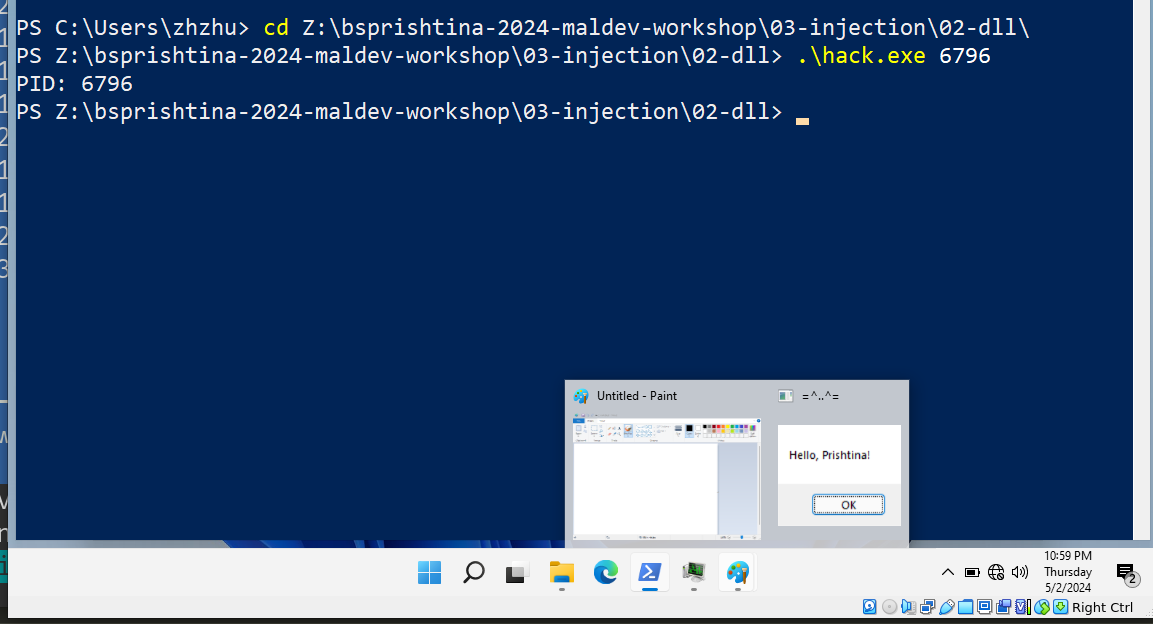 PS C:\Users\zhzhu> cd Z:\bsprishtina-2024-maldev-workshop\03-injection\02-dll\
PS Z:\bsprishtina-2024-maldev-workshop\03-injection\02-dll> .\hack.exe 6796
PID: 6796
PS Z:\bsprishtina-2024-maldev-workshop\03-injection\02-dll>
Untitled - Paint
=^..^=
Hello, Prishtina!
OK
10:59 PM
Thursday
5/2/2024
2
Right Ctrl